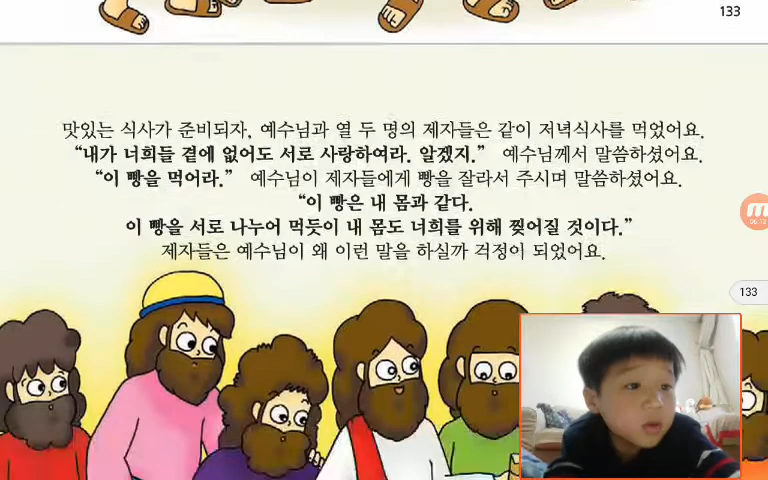 133
맛있는 식사가 준비되자, 예수님과 열 두 명의 제자들은 같이 저녁식사를 먹었어요.
“내가 너희들 곁에 없어도 서로 사랑하여라. 알겠지.” 예수님께서 말씀하셨어요.
“이 빵을 먹어라.” 예수님이 제자들에게 빵을 잘라서 주시며 말씀하셨어요.
“이 빵은 내 몸과 같다.
이 빵을 서로 나누어 먹듯이 내 몸도 너희를 위해 찢어질 것이다.”
제자들은 예수님이 왜 이런 말을 하실까 걱정이 되었어요.
06:12
133